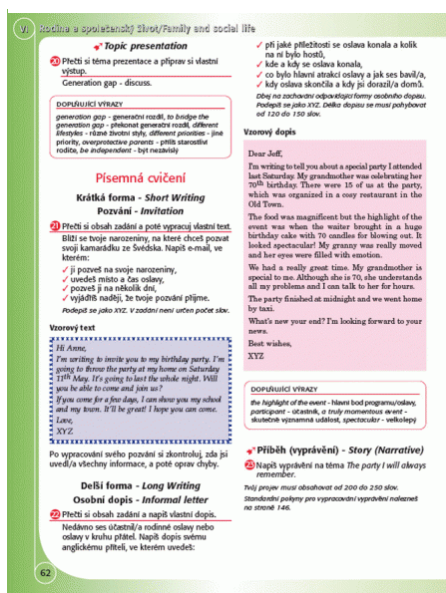 VI Rodina a společenský život/Family and social life
Topic presentation
20 Přečti si téma prezentace a připrav si vlastní
výstup.
Generation gap - discuss.
DOPLŇUJÍCÍ VÝRAZY
generation gap - generační rozdíl, to bridge the
generation gap - překonat generační rozdíl, different
lifestyles - různé životní styly, different priorities - jiné
priority, overprotective parents - příliš starostliví
rodiče, be independent - být nezávislý
Písemná cvičení
Krátká forma - Short Writing
Pozvání - Invitation
21 Přečti si obsah zadání a poté vypracuj vlastní text.
Blíží se tvoje narozeniny, na které chceš pozvat
svoji kamarádku ze Švédska. Napiš e-mail, ve
kterém:
✓ ji pozveš na svoje narozeniny,
✓ uvedeš místo a čas oslavy,
✓ pozveš ji na několik dní,
✓ vyjádříš naději, že tvoje pozvání přijme.
Podepiš se jako XYZ. V zadání není určen počet slov.
Vzorový text
Hi Anne,
I'm writing to invite you to my birthday party. I'm
going to throw the party at my home on Saturday
11th May. It's going to last the whole night. Will
you be able to come and join us?
If you come for a few days, I can show you my school
and my town. It'll be great! I hope you can come.
Love,
XYZ
Po vypracování svého pozvání si zkontroluj, zda jsi
uvedl/a všechny informace, a poté oprav chyby.
Delší forma - Long Writing
Osobní dopis - Informal letter
22 Přečti si obsah zadání a napiš vlastní dopis.
Nedávno ses účastnil/a rodinné oslavy nebo
oslavy v kruhu přátel. Napiš dopis svému
anglickému příteli, ve kterém uvedeš:
✓ při jaké příležitosti se oslava konala a kolik
na ní bylo hostů,
✓ kde a kdy se oslava konala,
✓ co bylo hlavní atrakcí oslavy a jak ses bavil/a,
✓ kdy oslava skončila a kdy jsi dorazil/a domů.
Dbej na zachování odpovídající formy osobního dopisu.
Podepiš se jako XYZ. Délka dopisu se musí pohybovat
od 120 do 150 slov.
Vzorový dopis
Dear Jeff,
I'm writing to tell you about a special party I attended
last Saturday. My grandmother was celebrating her
70th birthday. There were 15 of us at the party,
which was organized in a cosy restaurant in the
Old Town.
The food was magnificent but the highlight of the
event was when the waiter brought in a huge
birthday cake with 70 candles for blowing out. It
looked spectacular! My granny was really moved
and her eyes were filled with emotion.
We had a really great time. My grandmother is
special to me. Although she is 70, she understands
all my problems and I can talk to her for hours.
The party finished at midnight and we went home
by taxi.
What's new your end? I'm looking forward to your
news.
Best wishes,
XYZ
DOPLŇUJÍCÍ VÝRAZY
the highlight of the event - hlavní bod programu/oslavy,
participant - účastník, a truly momentous event -
skutečně významná událost, spectacular - velkolepý
Příběh (vyprávění) - Story (Narrative)
23 Napiš vyprávění na téma The party I will always
remember.
Tvůj projev musí obsahovat od 200 do 250 slov.
Standardní pokyny pro vypracování vyprávění nalezneš
na straně 146.
62